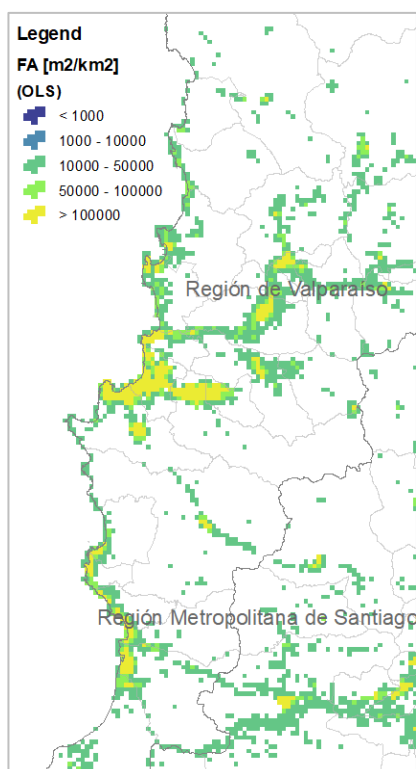 Legend
FA [m2/km2]
(OLS)
< 1000
1000 - 10000
10000 - 50000
50000 - 100000
> 100000
Región de Valparaíso
Región Metropolitana de Santiago